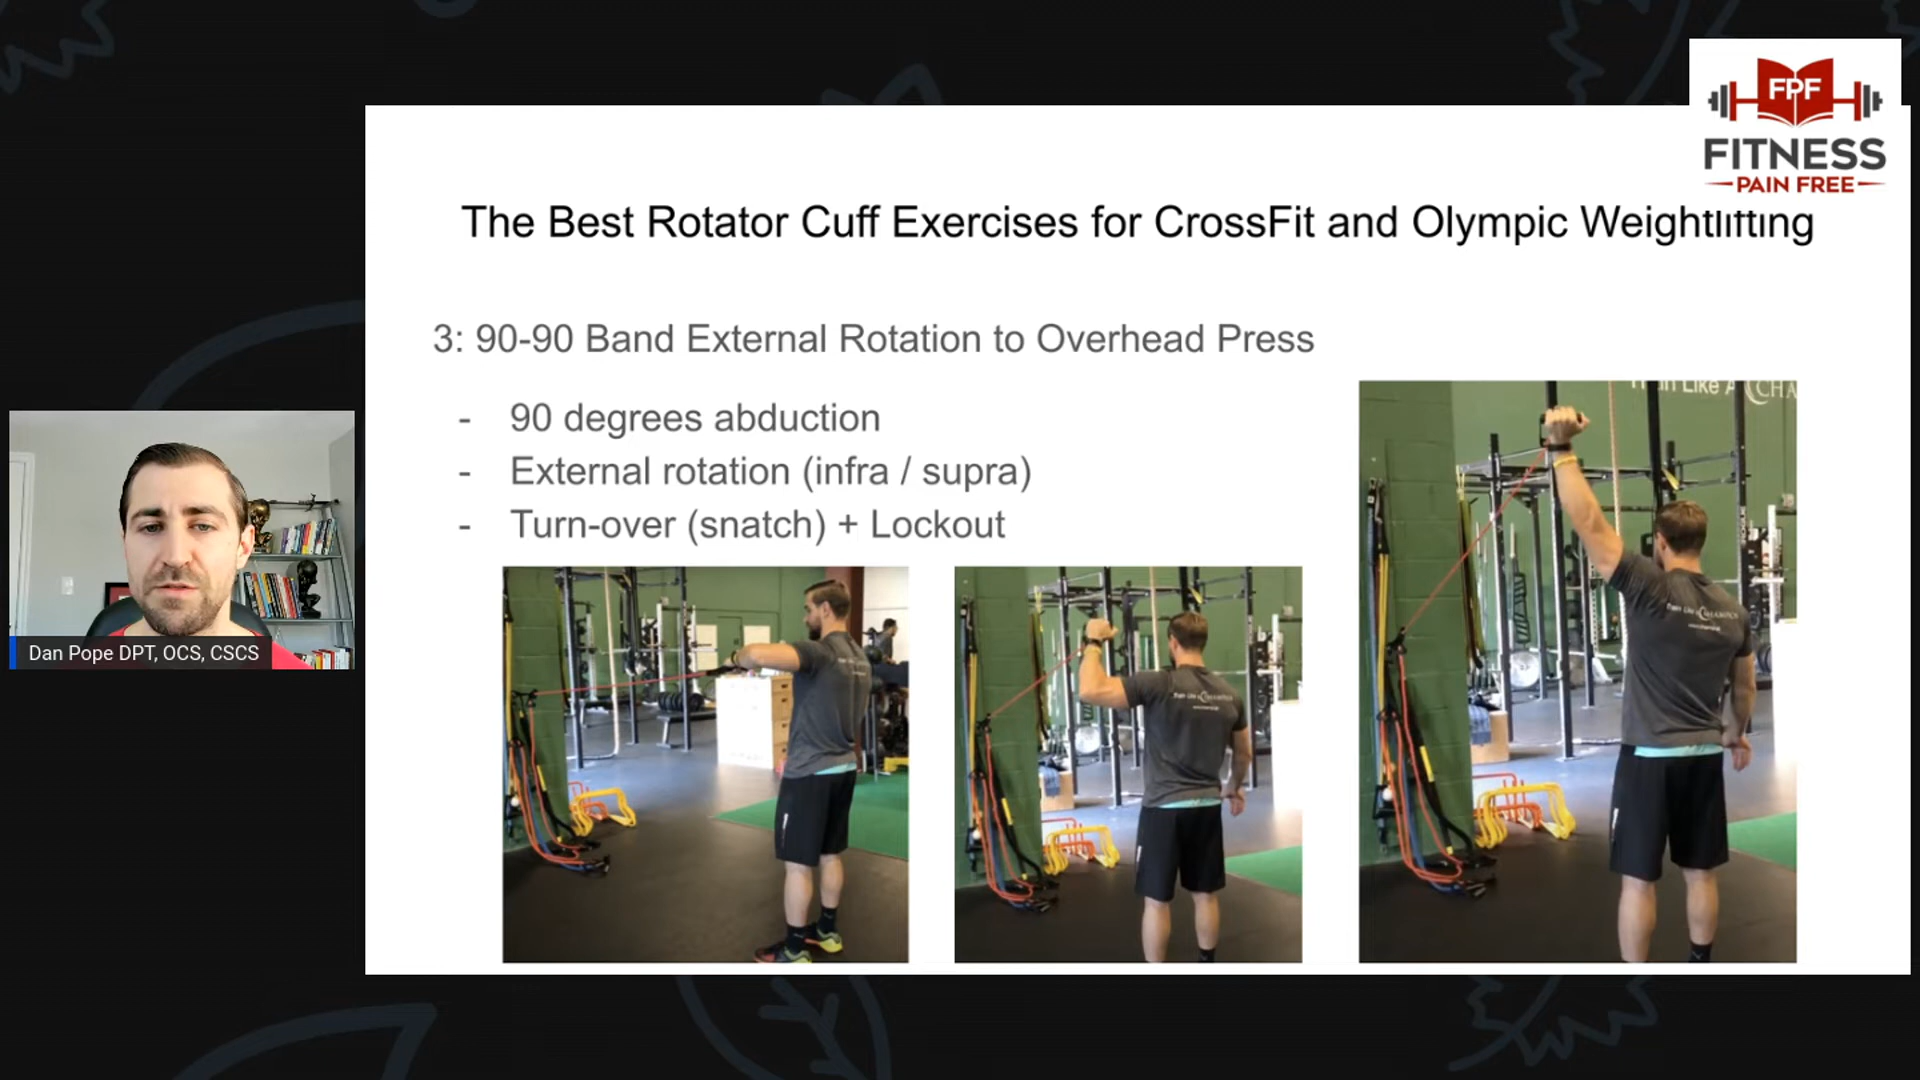 FPF
FITNESS
PAIN FREE
The Best Rotator Cuff Exercises for CrossFit and Olympic Weightlifting
3: 90-90 Band External Rotation to Overhead Press
- 90 degrees abduction
- External rotation (infra / supra)
- Turn-over (snatch) + Lockout
Dan Pope DPT, OCS, CSCS